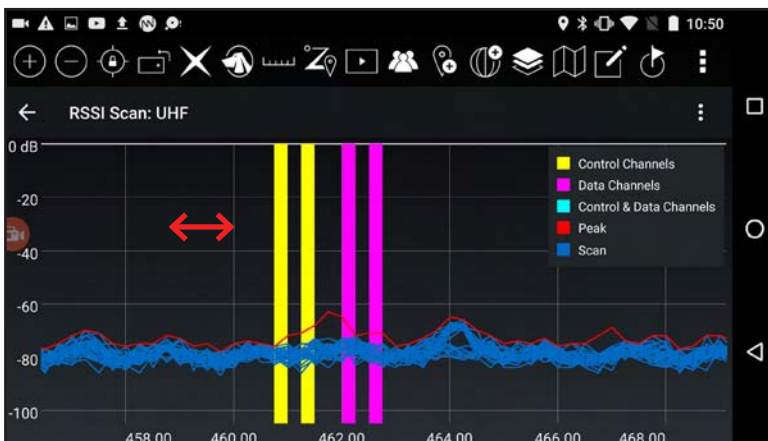 10:50
Z
RSSI Scan: UHF
0 dB
-20
-40
-60
-80
-100
Control Channels
Data Channels
Control & Data Channels
Peak
Scan
458.00 460.00 462.00 464.00 466.00 468.00